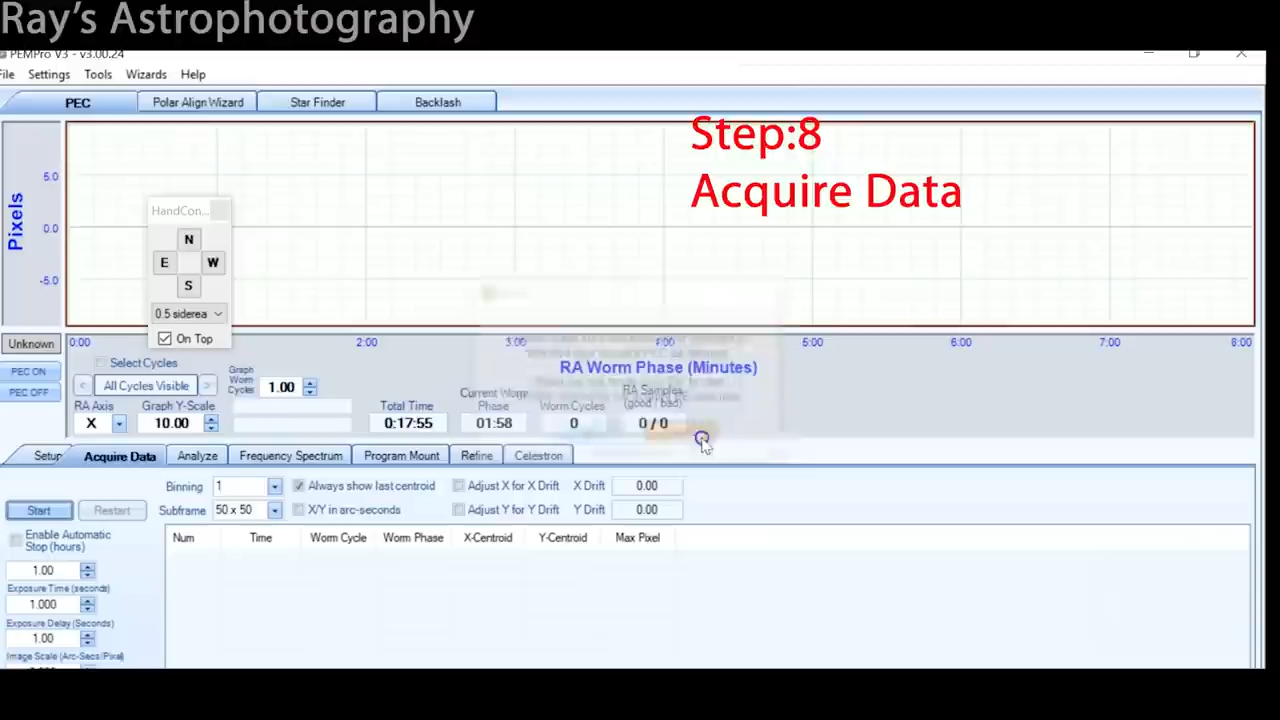 Ray's Astrophotography
PEMPro V3 - v3.00.24
File Settings Tools Wizards Help
PEC Polar Align Wizard Star Finder Backlash
Step:8
Acquire Data
Pixels
5.0
0.0
-5.0
HandCon...
N
E W
S
0.5 siderea
On Top
Unknown
0:00 2:00 3:00 4:00 5:00 6:00 7:00 8:00
PEC ON
PEC OFF
Select Cycles
< All Cycles Visible >
Graph Worm Cycles 1.00
RA Worm Phase (Minutes)
RA Axis Graph Y-Scale
X 10.00
Total Time
0:17:55
Current Worm Phase
01:58
Worm Cycles
0
RA Samples (good / bad)
0 / 0
Setup Acquire Data Analyze Frequency Spectrum Program Mount Refine Celestron
Binning 1 Always show last centroid Adjust X for X Drift X Drift 0.00
Start Restart Subframe 50 x 50 X/Y in arc-seconds Adjust Y for Y Drift Y Drift 0.00
Enable Automatic
Stop (hours)
1.00
Exposure Time (seconds)
1.000
Exposure Delay (Seconds)
1.00
Image Scale (Arc-Secs/Pixel)
Num Time Worm Cycle Worm Phase X-Centroid Y-Centroid Max Pixel